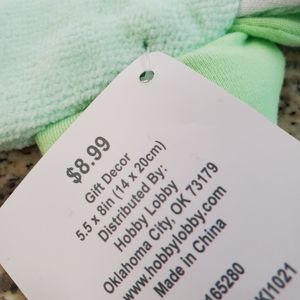 $8.99
Gift Decor
5.5 x 8in (14 x 20cm)
Distributed By:
Hobby Lobby
Oklahoma City, OK 73179
www.hobbylobby.com
Made in China